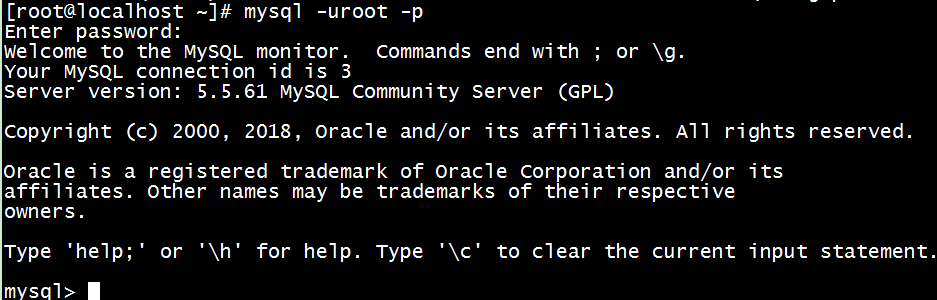 [root@localhost ~]# mysql -uroot -p
Enter password:
Welcome to the MySQL monitor.  Commands end with ; or \g.
Your MySQL connection id is 3
Server version: 5.5.61 MySQL Community Server (GPL)
Copyright (c) 2000, 2018, Oracle and/or its affiliates. All rights reserved.
Oracle is a registered trademark of Oracle Corporation and/or its
affiliates. Other names may be trademarks of their respective
owners.
Type 'help;' or '\h' for help. Type '\c' to clear the current input statement.
mysql>